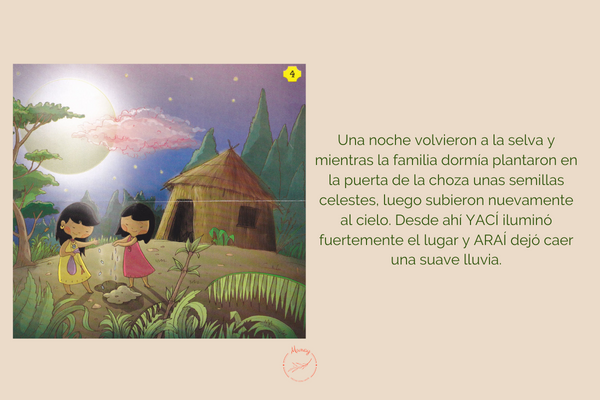 4
Una noche volvieron a la selva y
mientras la familia dormía plantaron en
la puerta de la choza unas semillas
celestes, luego subieron nuevamente
al cielo. Desde ahí YACÍ iluminó
fuertemente el lugar y ARAÍ dejó caer
una suave lluvia.